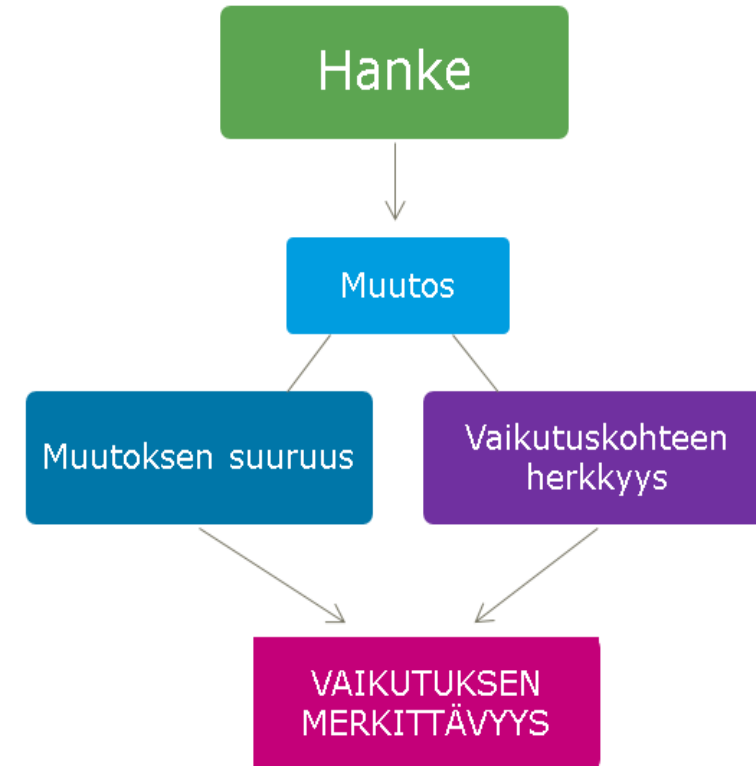 Hanke
Muutos
Muutoksen suuruus
Vaikutuskohteen
herkkyys
VAIKUTUKSEN
MERKITTÄVYYS